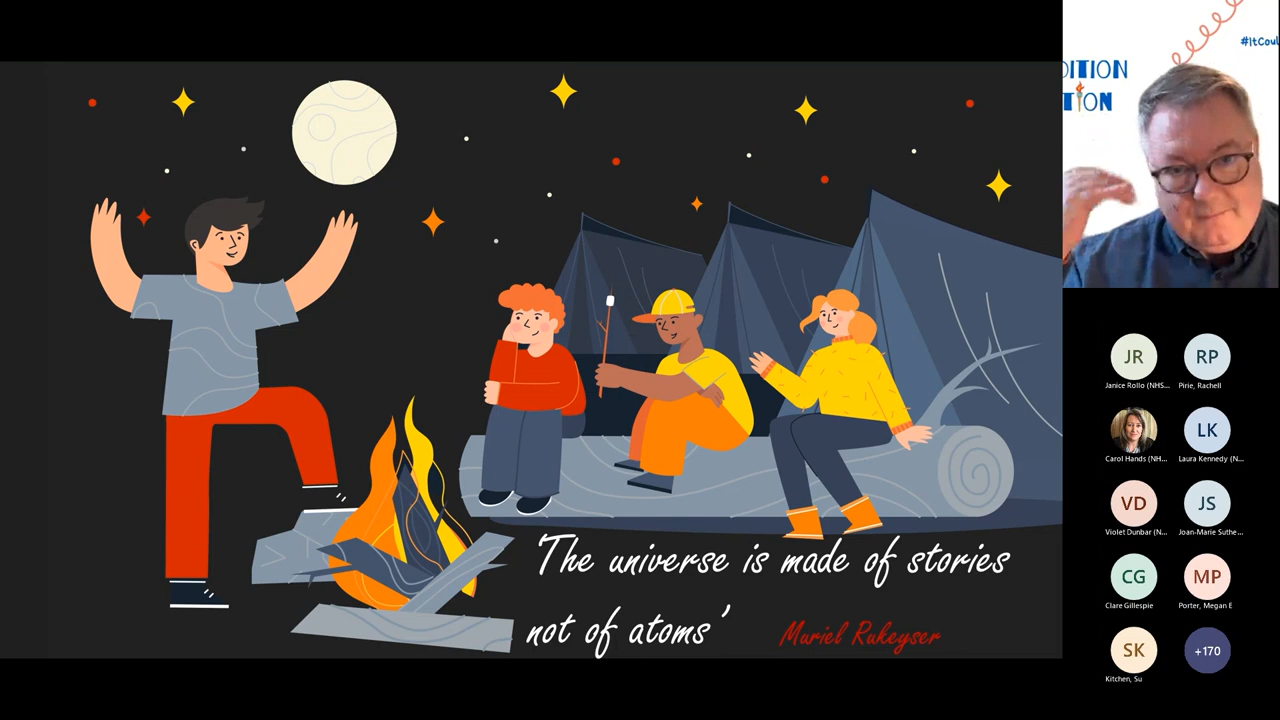 'The universe is made of stories
not of atoms'
Muriel Rukeyser
#ItCoul
DITION
TION
JR
RP
Janice Rollo (NHS...
Pirie, Rachell
LK
Carol Hands (NH...
Laura Kennedy (N...
VD
JS
Violet Dunbar (N...
Joan-Marie Suthe...
CG
MP
Clare Gillespie
Porter, Megan E
SK
+170
Kitchen, Su